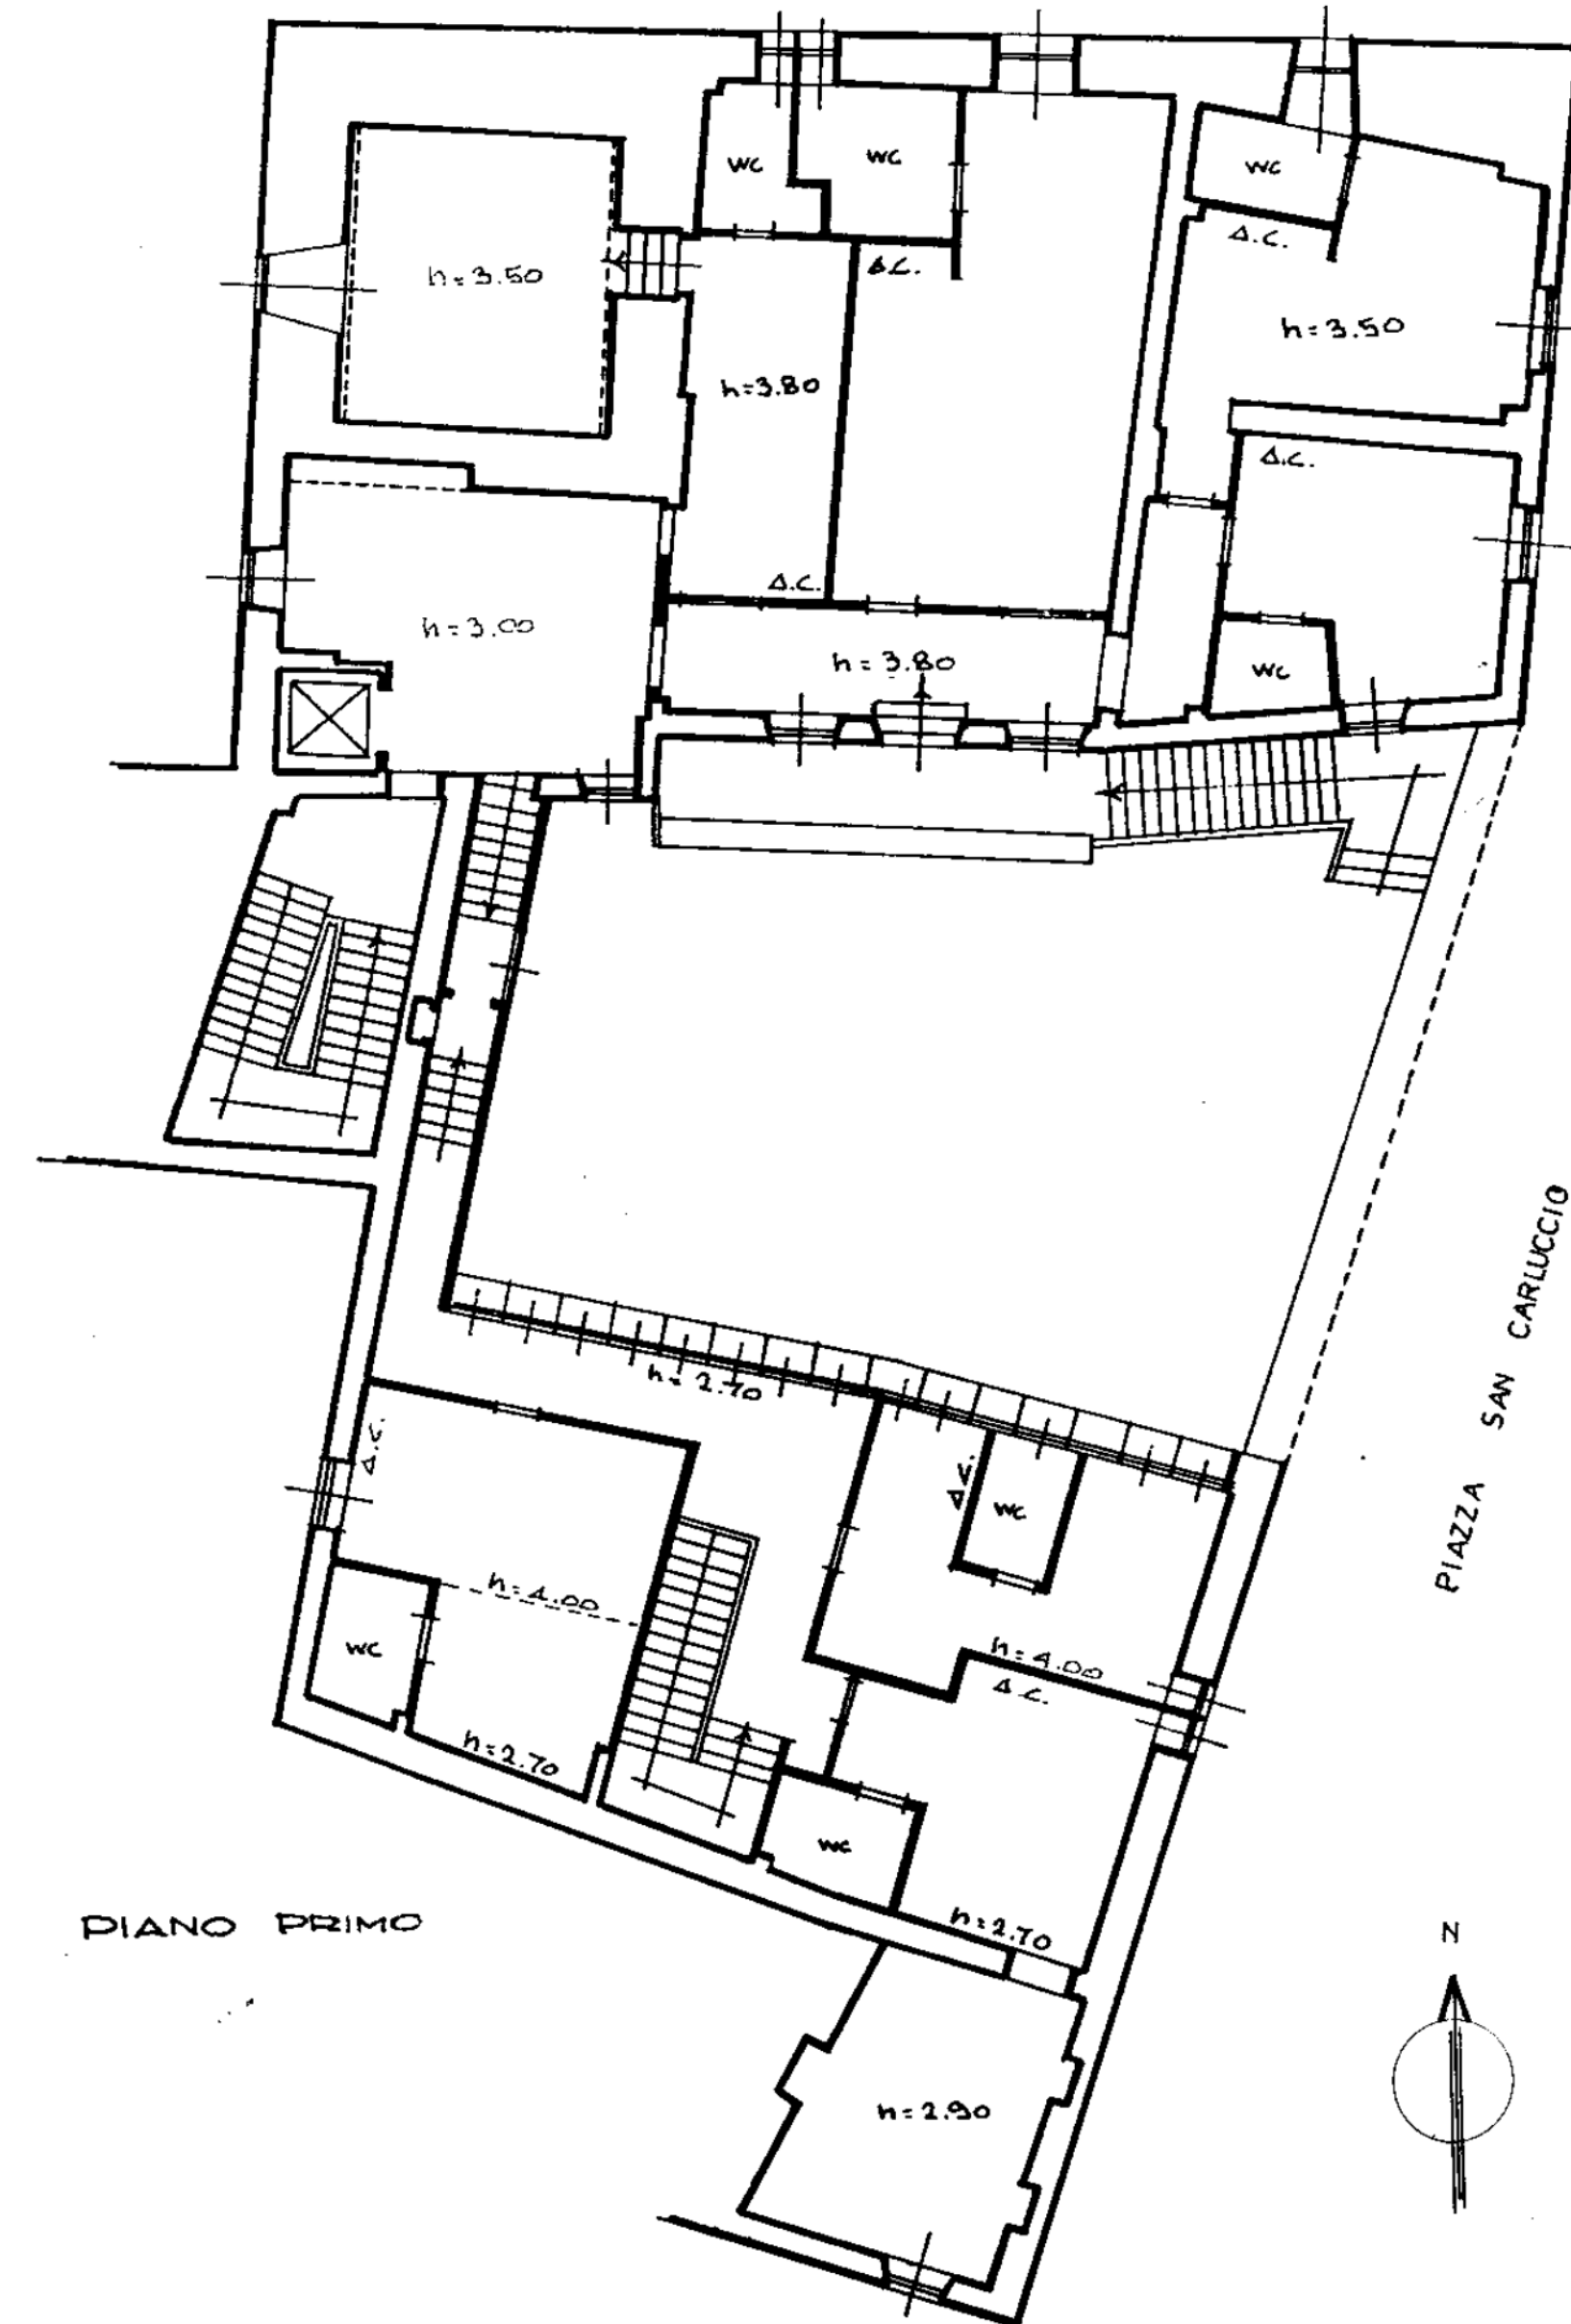 WC
WC
WC
A.C.
A.C.
h=3.50
h=3.50
h=3.80
A.C.
A.C.
h=3.00
h=3.80
WC
PIAZZA SAN CARLUCCIO
h=2.70
A.C.
A.C.
WC
h=4.00
WC
h=4.00
A.C.
h=2.70
WC
h=2.70
PIANO PRIMO
N
h=2.90